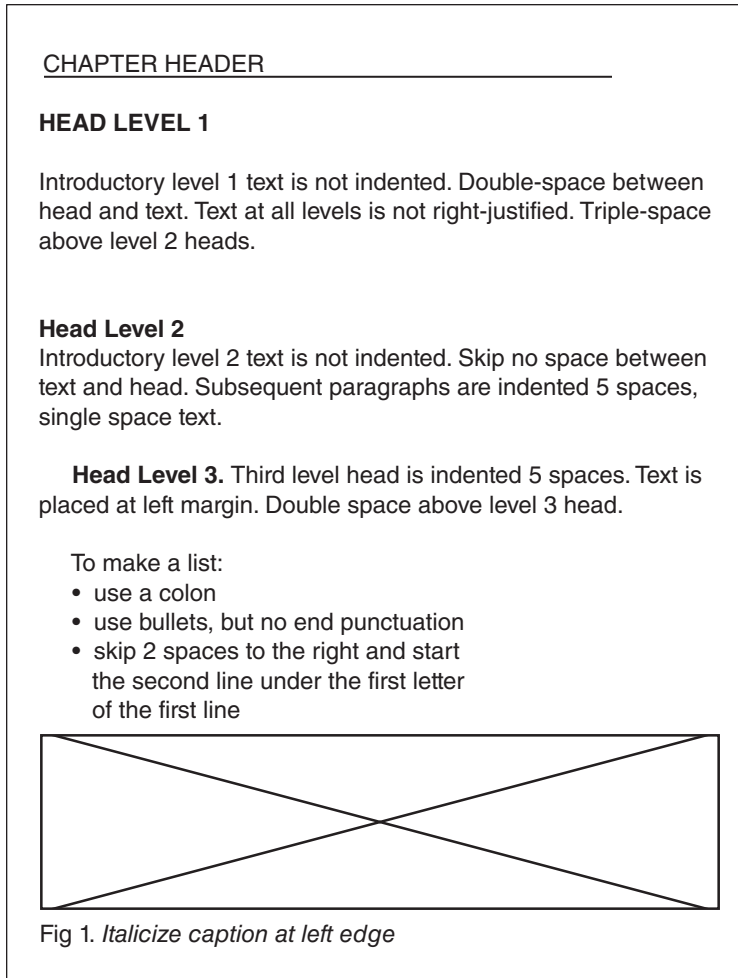 CHAPTER HEADER
HEAD LEVEL 1
Introductory level 1 text is not indented. Double-space between
head and text. Text at all levels is not right-justified. Triple-space
above level 2 heads.
Head Level 2
Introductory level 2 text is not indented. Skip no space between
text and head. Subsequent paragraphs are indented 5 spaces,
single space text.
Head Level 3. Third level head is indented 5 spaces. Text is
placed at left margin. Double space above level 3 head.
To make a list:
• use a colon
• use bullets, but no end punctuation
• skip 2 spaces to the right and start
the second line under the first letter
of the first line
Fig 1. Italicize caption at left edge